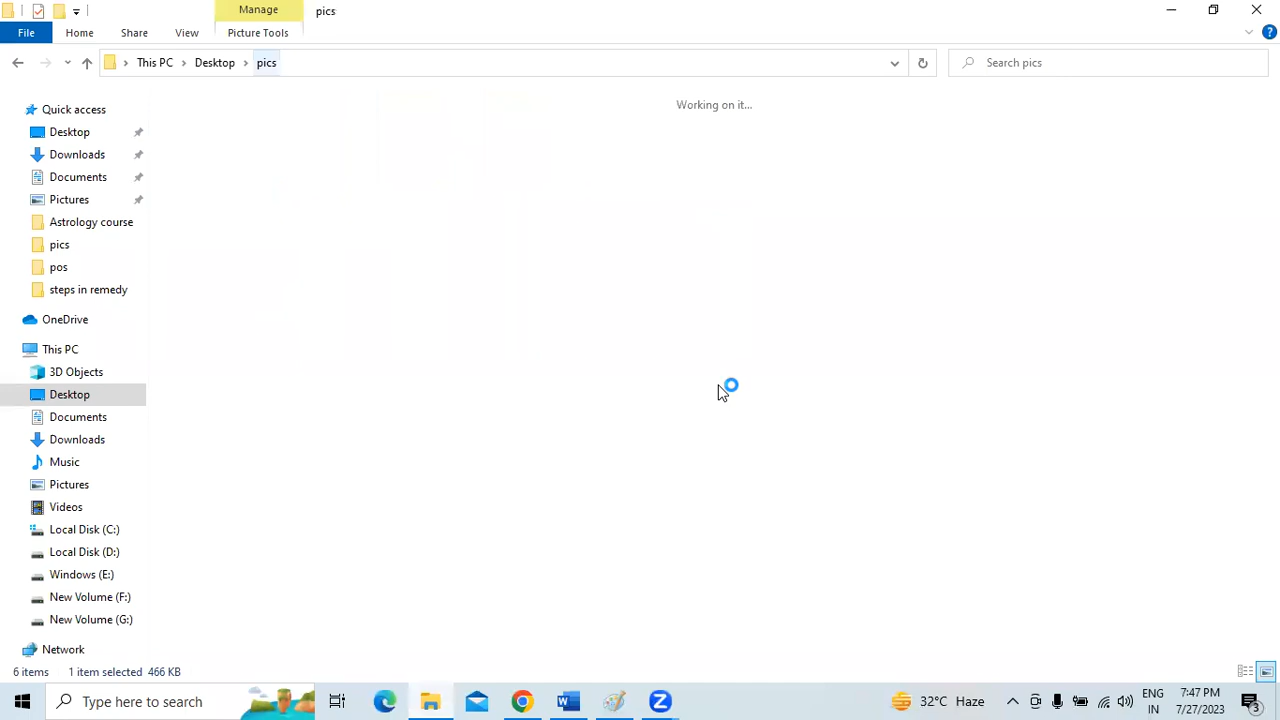 Manage
pics
File
Home
Share
View
Picture Tools
This PC
Desktop
pics
Search pics
Working on it...
Quick access
Desktop
Downloads
Documents
Pictures
Astrology course
pics
pos
steps in remedy
OneDrive
This PC
3D Objects
Desktop
Documents
Downloads
Music
Pictures
Videos
Local Disk (C:)
Local Disk (D:)
Windows (E:)
New Volume (F:)
New Volume (G:)
Network
6 items 1 item selected 466 KB
Type here to search
32°C Haze
ENG
IN
7:47 PM
7/27/2023
3